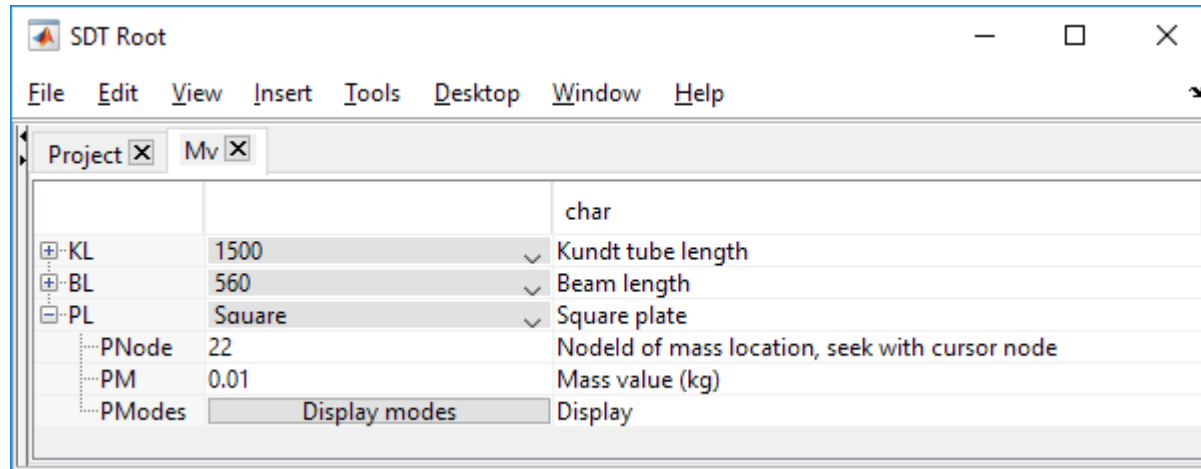 SDT Root
File Edit View Insert Tools Desktop Window Help
Project Mv
char
KL 1500 Kundt tube length
BL 560 Beam length
PL Square Square plate
PNode 22 NodeId of mass location, seek with cursor node
PM 0.01 Mass value (kg)
PModes Display modes Display